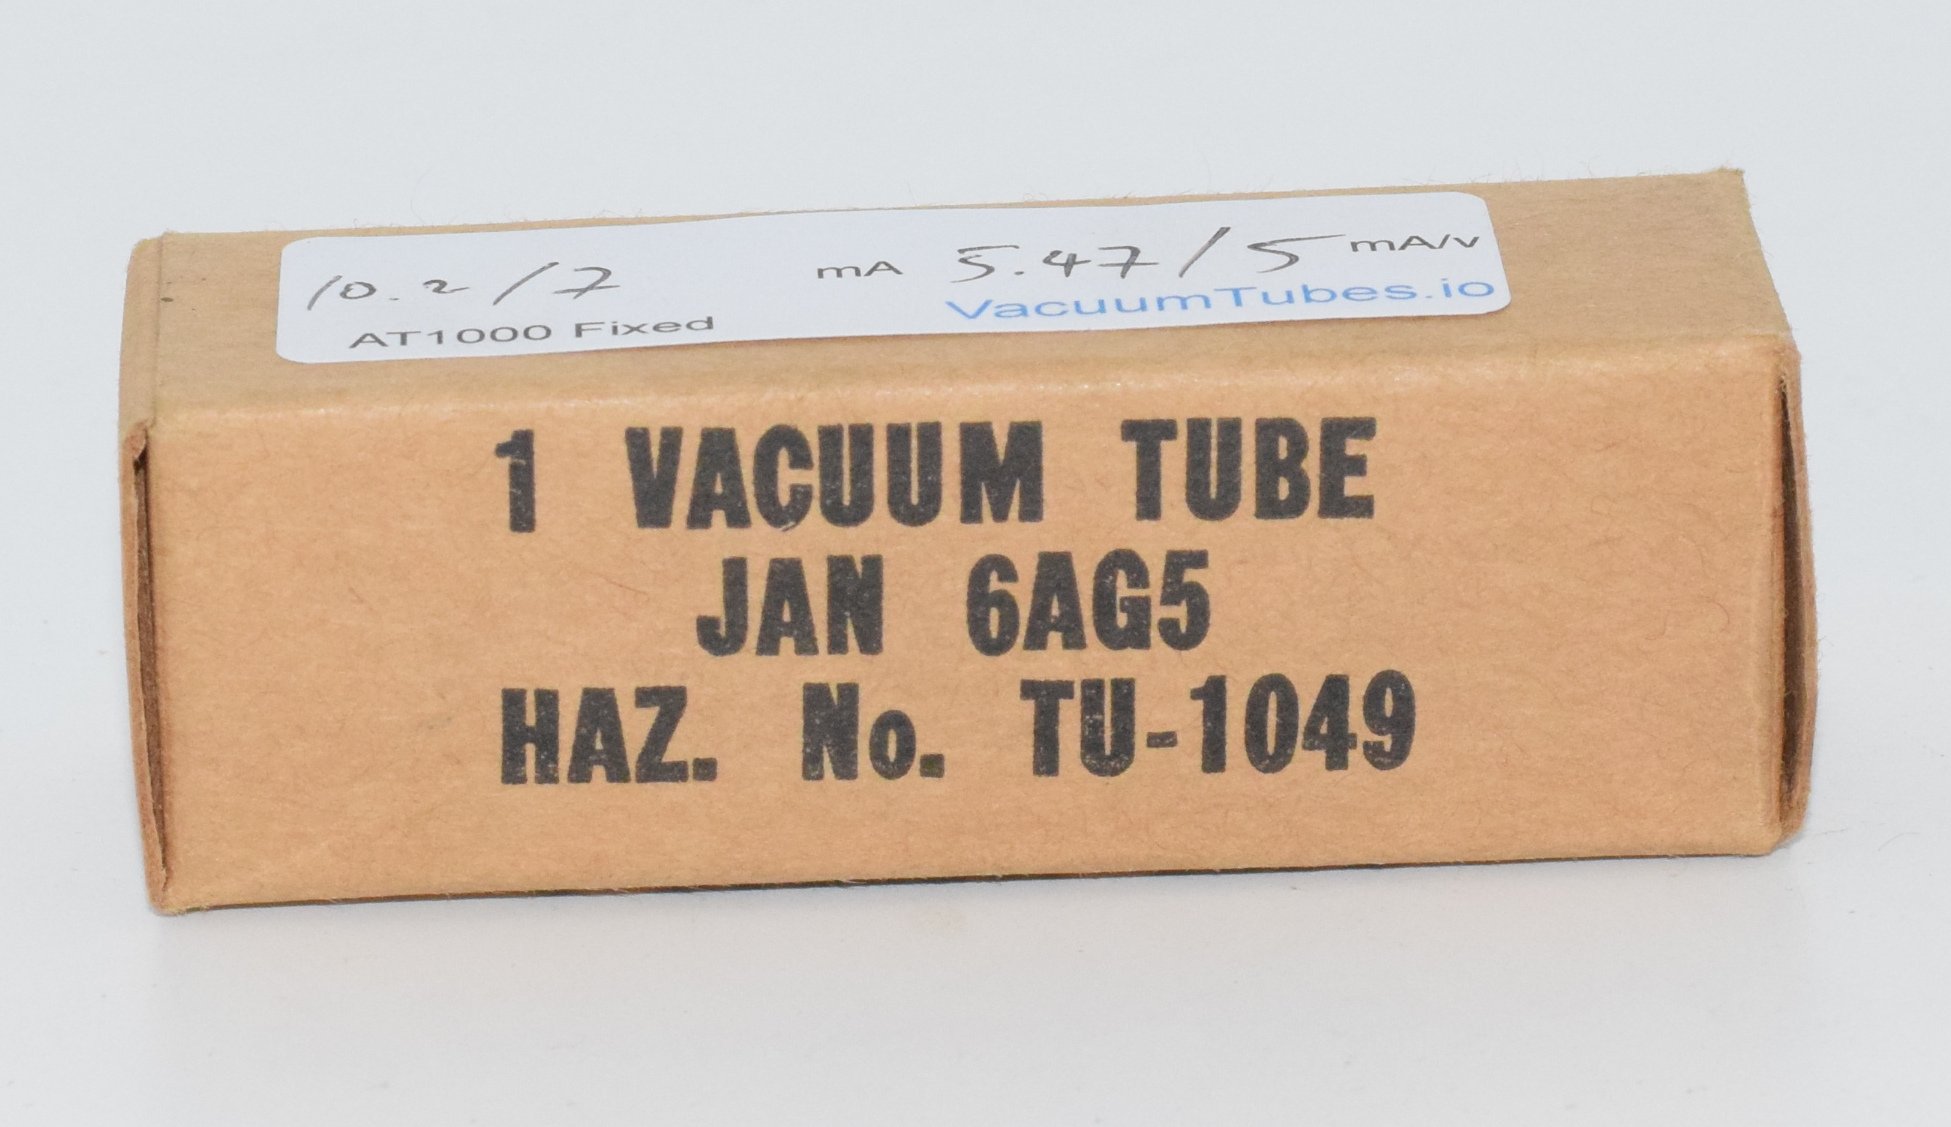 10.2/7 mA 5.47/5 mA/v
AT1000 Fixed VacuumTubes.io
1 VACUUM TUBE
JAN 6AG5
HAZ. No. TU-1049